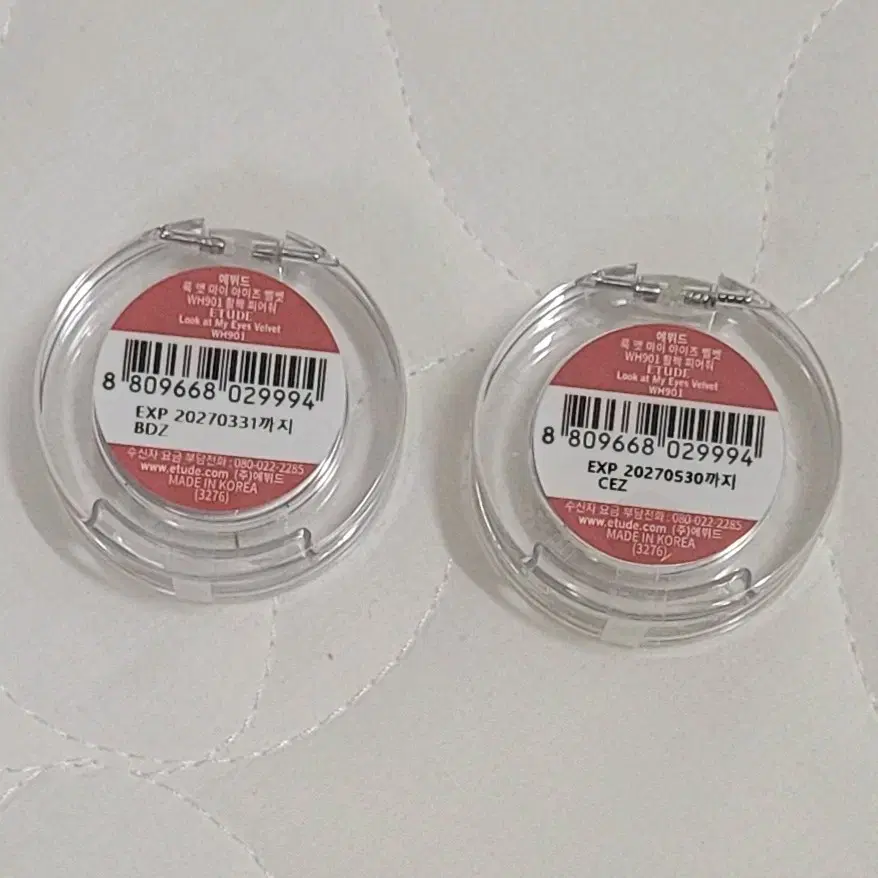 에뛰드
룩 앳 마이 아이즈 벨벳
WH901 활짝 피어줘
ETUDE
Look at My Eyes Velvet
WH901
8 809668 029994
EXP 20270331까지
BDZ
수신자 요금 부담전화 : 080-022-2285
www.etude.com (주)에뛰드
MADE IN KOREA
(3276)
에뛰드
룩 앳 마이 아이즈 벨벳
WH901 활짝 피어줘
ETUDE
Look at My Eyes Velvet
WH901
8 809668 029994
EXP 20270530까지
CEZ
수신자 요금 부담전화 : 080-022-2285
www.etude.com (주)에뛰드
MADE IN KOREA
(3276)